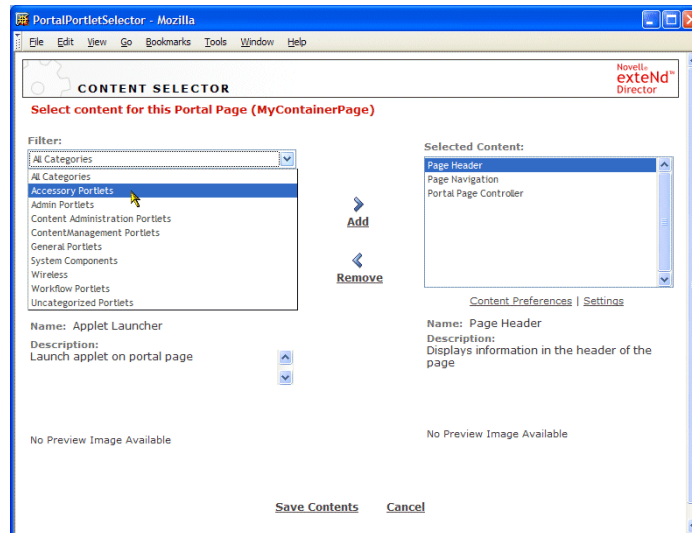 PortalPortletSelector - Mozilla
File Edit View Go Bookmarks Tools Window Help
CONTENT SELECTOR
Novell®
exteNd™
Director
Select content for this Portal Page (MyContainerPage)
Filter:
All Categories
All Categories
Accessory Portlets
Admin Portlets
Content Administration Portlets
ContentManagement Portlets
General Portlets
System Components
Wireless
Workflow Portlets
Uncategorized Portlets
Name: Applet Launcher
Description:
Launch applet on portal page
No Preview Image Available
Add
Remove
Selected Content:
Page Header
Page Navigation
Portal Page Controller
Content Preferences | Settings
Name: Page Header
Description:
Displays information in the header of the
page
No Preview Image Available
Save Contents Cancel